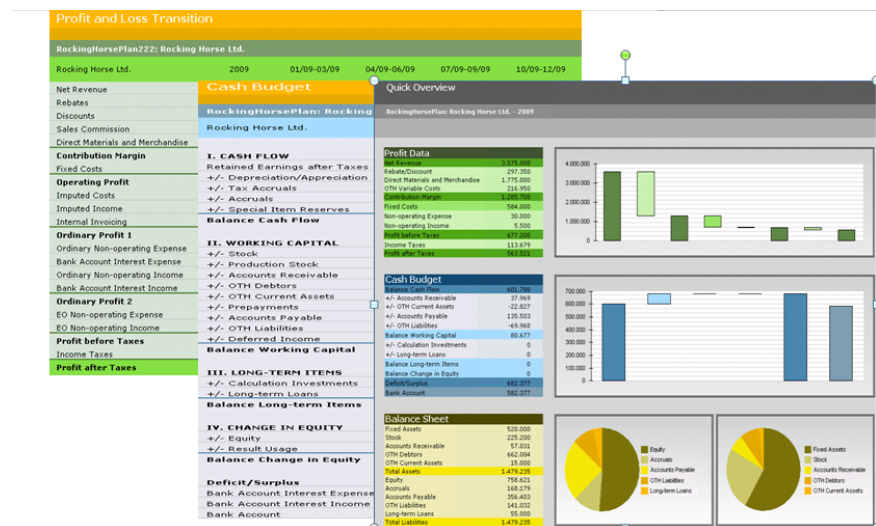 Profit and Loss Transition
RockingHorsePlan222: Rocking Horse Ltd.
Rocking Horse Ltd. 2009 01/09-03/09 04/09-06/09 07/09-09/09 10/09-12/09
Net Revenue
Rebates
Discounts
Sales Commission
Direct Materials and Merchandise
Contribution Margin
Fixed Costs
Operating Profit
Imputed Costs
Imputed Income
Internal Invoicing
Ordinary Profit 1
Ordinary Non-operating Expense
Bank Account Interest Expense
Ordinary Non-operating Income
Bank Account Interest Income
Ordinary Profit 2
EO Non-operating Expense
EO Non-operating Income
Profit before Taxes
Income Taxes
Profit after Taxes
Cash Budget
RockingHorsePlan: Rocking
Rocking Horse Ltd.
I. CASH FLOW
Retained Earnings after Taxes
+/- Depreciation/Appreciation
+/- Tax Accruals
+/- Accruals
+/- Special Item Reserves
Balance Cash Flow
II. WORKING CAPITAL
+/- Stock
+/- Production Stock
+/- Accounts Receivable
+/- OTH Debtors
+/- OTH Current Assets
+/- Prepayments
+/- Accounts Payable
+/- OTH Liabilities
+/- Deferred Income
Balance Working Capital
III. LONG-TERM ITEMS
+/- Calculation Investments
+/- Long-term Loans
Balance Long-term Items
IV. CHANGE IN EQUITY
+/- Equity
+/- Result Usage
Balance Change in Equity
Deficit/Surplus
Bank Account Interest Expense
Bank Account Interest Income
Bank Account
Quick Overview
RockingHorsePlan: Rocking Horse Ltd. - 2009
Profit Data
Net Revenue 3.575.000
Rebate/Discount 297.350
Direct Materials and Merchandise 1.775.000
OTH Variable Costs 216.950
Contribution Margin 1.285.700
Fixed Costs 584.000
Non-operating Expense 30.000
Non-operating Income 5.500
Profit before Taxes 677.200
Income Taxes 113.679
Profit after Taxes 563.521
4.000.000
3.000.000
2.000.000
1.000.000
0
Cash Budget
Balance Cash Flow 601.700
+/- Accounts Receivable 37.969
+/- OTH Current Assets -22.827
+/- Accounts Payable 135.503
+/- OTH Liabilities -69.968
Balance Working Capital 80.677
+/- Calculation Investments 0
+/- Long-term Loans 0
Balance Long-term Items 0
Balance Change in Equity 0
Deficit/Surplus 682.377
Bank Account 582.377
700.000
600.000
500.000
400.000
300.000
200.000
100.000
0
Balance Sheet
Fixed Assets 520.000
Stock 225.200
Accounts Receivable 57.031
OTH Debtors 662.004
OTH Current Assets 15.000
Total Assets 1.479.235
Equity 758.621
Accruals 168.179
Accounts Payable 356.403
OTH Liabilities 141.032
Long-term Loans 55.000
Total Liabilities 1.479.235
Equity
Accruals
Accounts Payable
OTH Liabilities
Long-term Loans
Fixed Assets
Stock
Accounts Receivable
OTH Debtors
OTH Current Assets